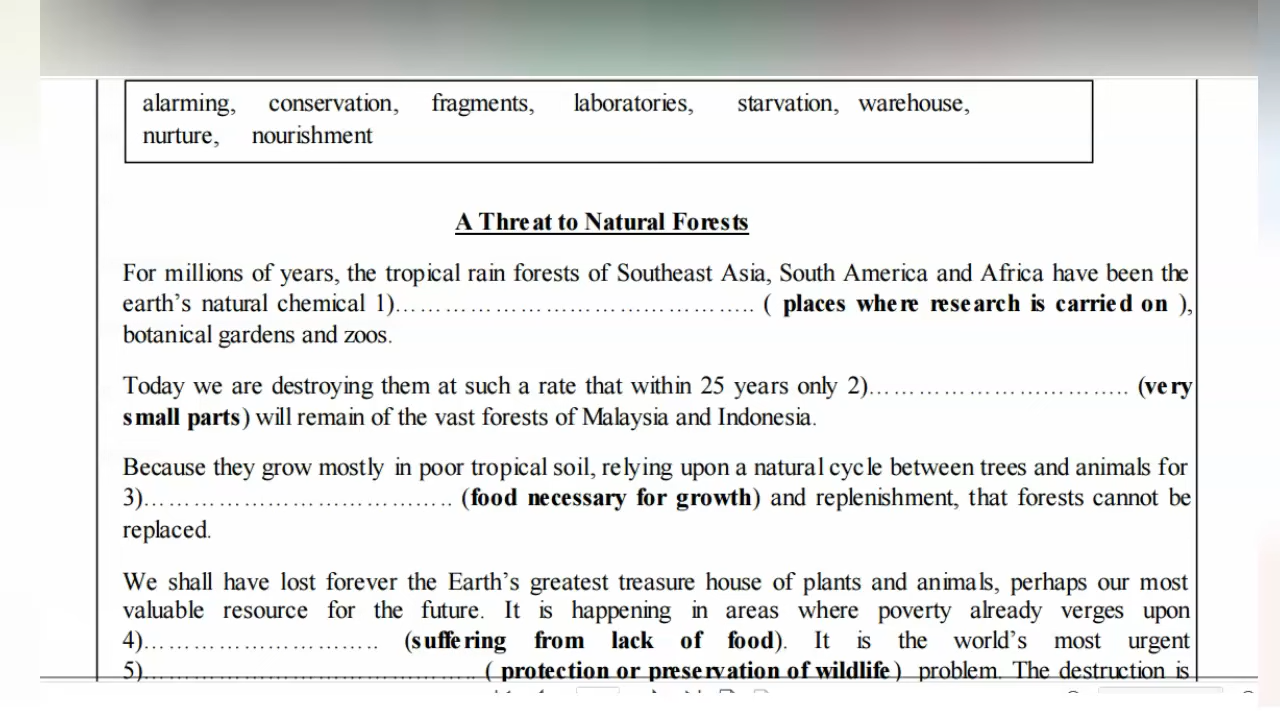 alarming, conservation, fragments, laboratories, starvation, warehouse,
nurture, nourishment
A Threat to Natural Forests
For millions of years, the tropical rain forests of Southeast Asia, South America and Africa have been the
earth's natural chemical 1)…………………………………….. ( places where research is carried on ),
botanical gardens and zoos.
Today we are destroying them at such a rate that within 25 years only 2)………………………….. (very
small parts) will remain of the vast forests of Malaysia and Indonesia.
Because they grow mostly in poor tropical soil, relying upon a natural cycle between trees and animals for
3)……………………………….. (food necessary for growth) and replenishment, that forests cannot be
replaced.
We shall have lost forever the Earth's greatest treasure house of plants and animals, perhaps our most
valuable resource for the future. It is happening in areas where poverty already verges upon
4)……………………….. (suffering from lack of food). It is the world's most urgent
5)………………………………….. ( protection or preservation of wildlife) problem. The destruction is